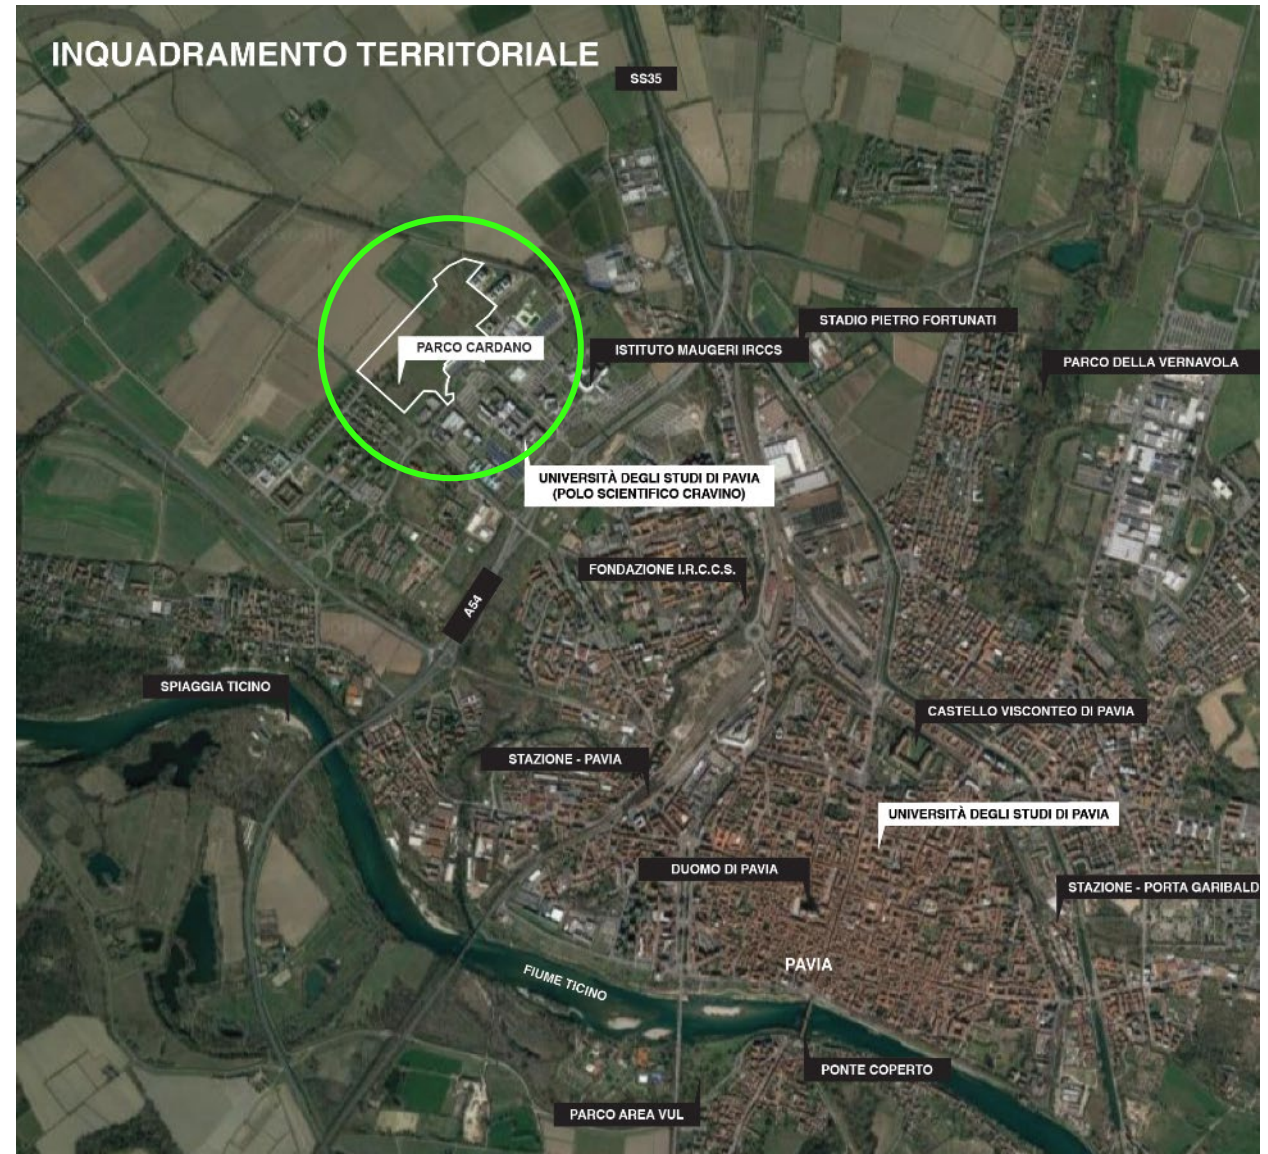 INQUADRAMENTO TERRITORIALE
SS35
STADIO PIETRO FORTUNATI
PARCO CARDANO
ISTITUTO MAUGERI IRCCS
PARCO DELLA VERNAVOLA
UNIVERSITÀ DEGLI STUDI DI PAVIA
(POLO SCIENTIFICO CRAVINO)
FONDAZIONE I.R.C.C.S.
A54
SPIAGGIA TICINO
CASTELLO VISCONTEO DI PAVIA
STAZIONE - PAVIA
UNIVERSITÀ DEGLI STUDI DI PAVIA
DUOMO DI PAVIA
STAZIONE - PORTA GARIBALD
PAVIA
FIUME TICINO
PONTE COPERTO
PARCO AREA VUL